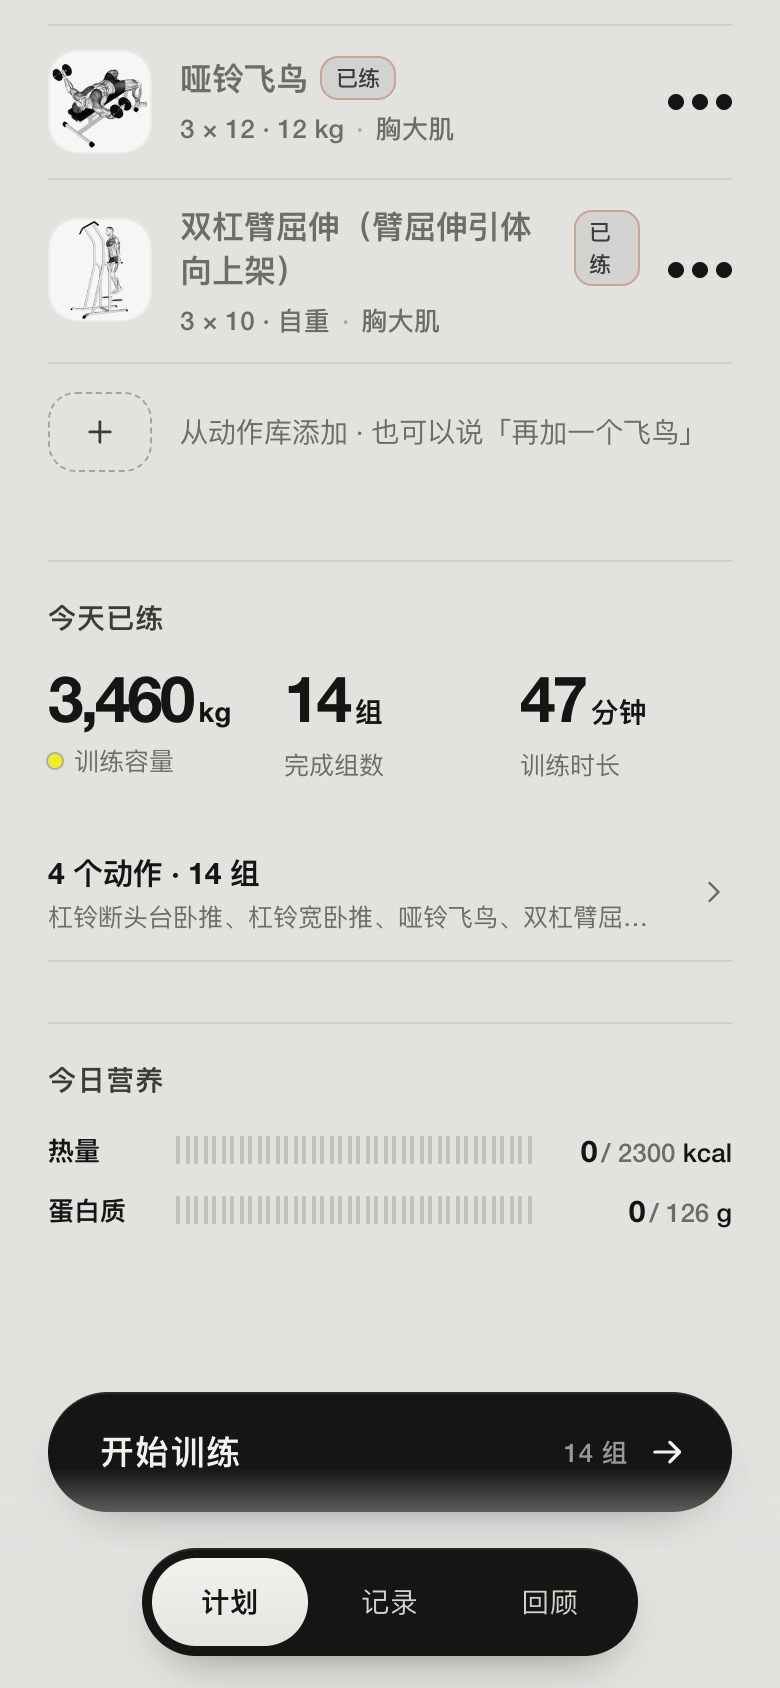 哑铃飞鸟 已练
3 × 12 · 12 kg · 胸大肌
双杠臂屈伸（臂屈伸引体
向上架）
已
练
3 × 10 · 自重 · 胸大肌
从动作库添加 · 也可以说「再加一个飞鸟」
今天已练
3,460 kg 14 组 47 分钟
训练容量 完成组数 训练时长
4 个动作 · 14 组
杠铃断头台卧推、杠铃宽卧推、哑铃飞鸟、双杠臂屈...
今日营养
热量 0 / 2300 kcal
蛋白质 0 / 126 g
开始训练 14 组 →
计划 记录 回顾